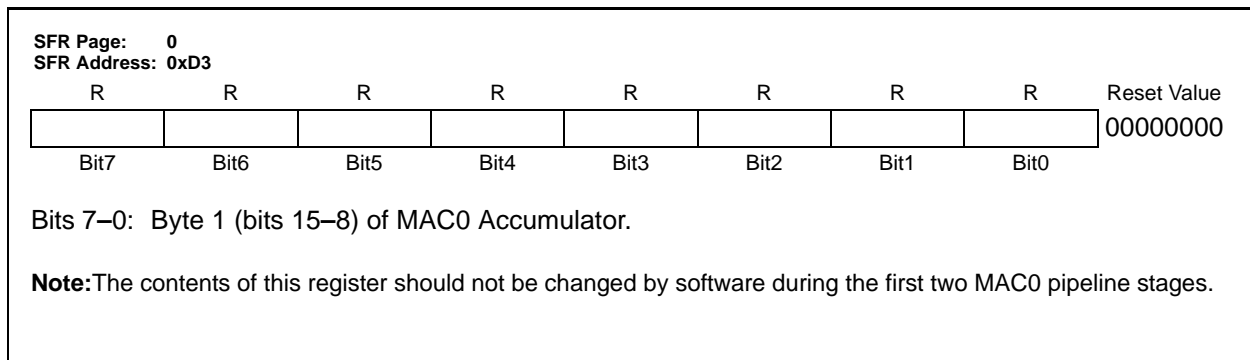 SFR Page: 0
SFR Address: 0xD3
R R R R R R R R Reset Value
00000000
Bit7 Bit6 Bit5 Bit4 Bit3 Bit2 Bit1 Bit0
Bits 7–0: Byte 1 (bits 15–8) of MAC0 Accumulator.
Note:The contents of this register should not be changed by software during the first two MAC0 pipeline stages.